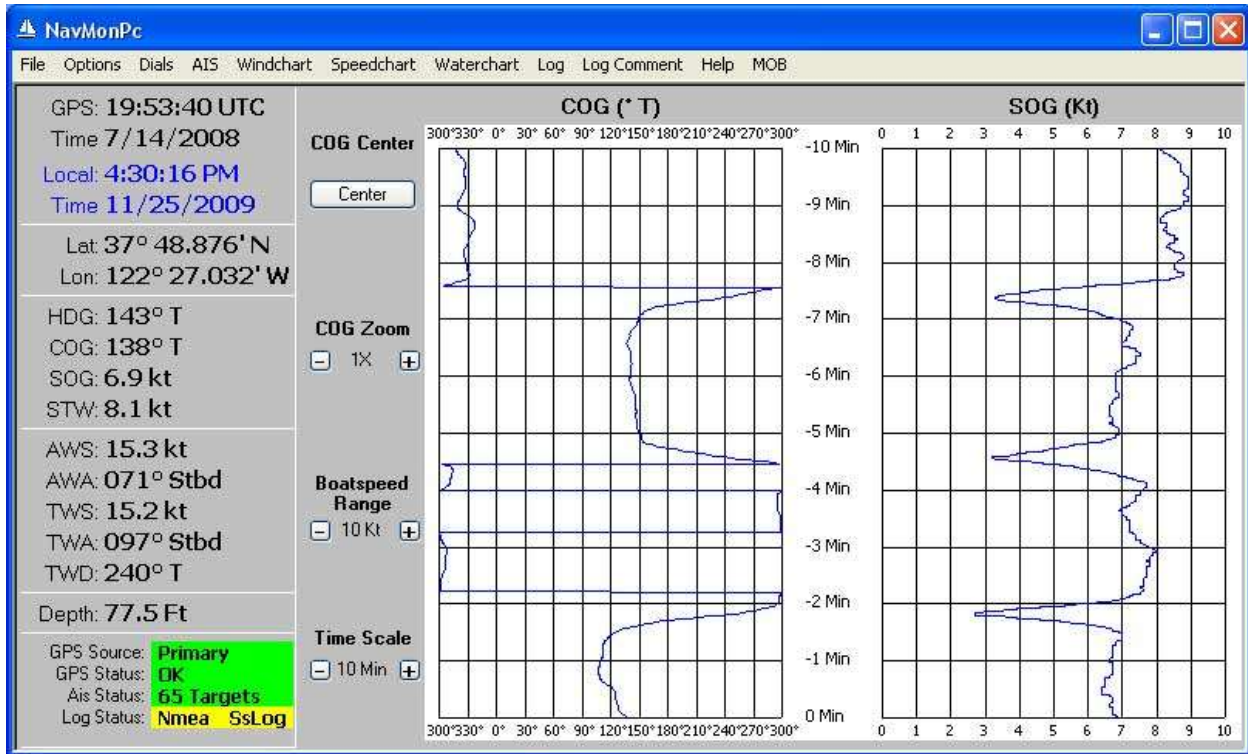 NavMonPc
File Options Dials AIS Windchart Speedchart Waterchart Log Log Comment Help MOB
GPS: 19:53:40 UTC
Time 7/14/2008
Local: 4:30:16 PM
Time 11/25/2009
Lat: 37° 48.876' N
Lon: 122° 27.032' W
HDG: 143° T
COG: 138° T
SOG: 6.9 kt
STW: 8.1 kt
AWS: 15.3 kt
AWA: 071° Stbd
TWS: 15.2 kt
TWA: 097° Stbd
TWD: 240° T
Depth: 77.5 Ft
GPS Source: Primary
GPS Status: OK
Ais Status: 65 Targets
Log Status: Nmea SsLog
COG Center
Center
COG Zoom
- 1X +
Boatspeed
Range
- 10 Kt +
Time Scale
- 10 Min +
COG (° T)
300° 330° 0° 30° 60° 90° 120° 150° 180° 210° 240° 270° 300°
-10 Min
-9 Min
-8 Min
-7 Min
-6 Min
-5 Min
-4 Min
-3 Min
-2 Min
-1 Min
0 Min
300° 330° 0° 30° 60° 90° 120° 150° 180° 210° 240° 270° 300°
SOG (Kt)
0 1 2 3 4 5 6 7 8 9 10
0 1 2 3 4 5 6 7 8 9 10